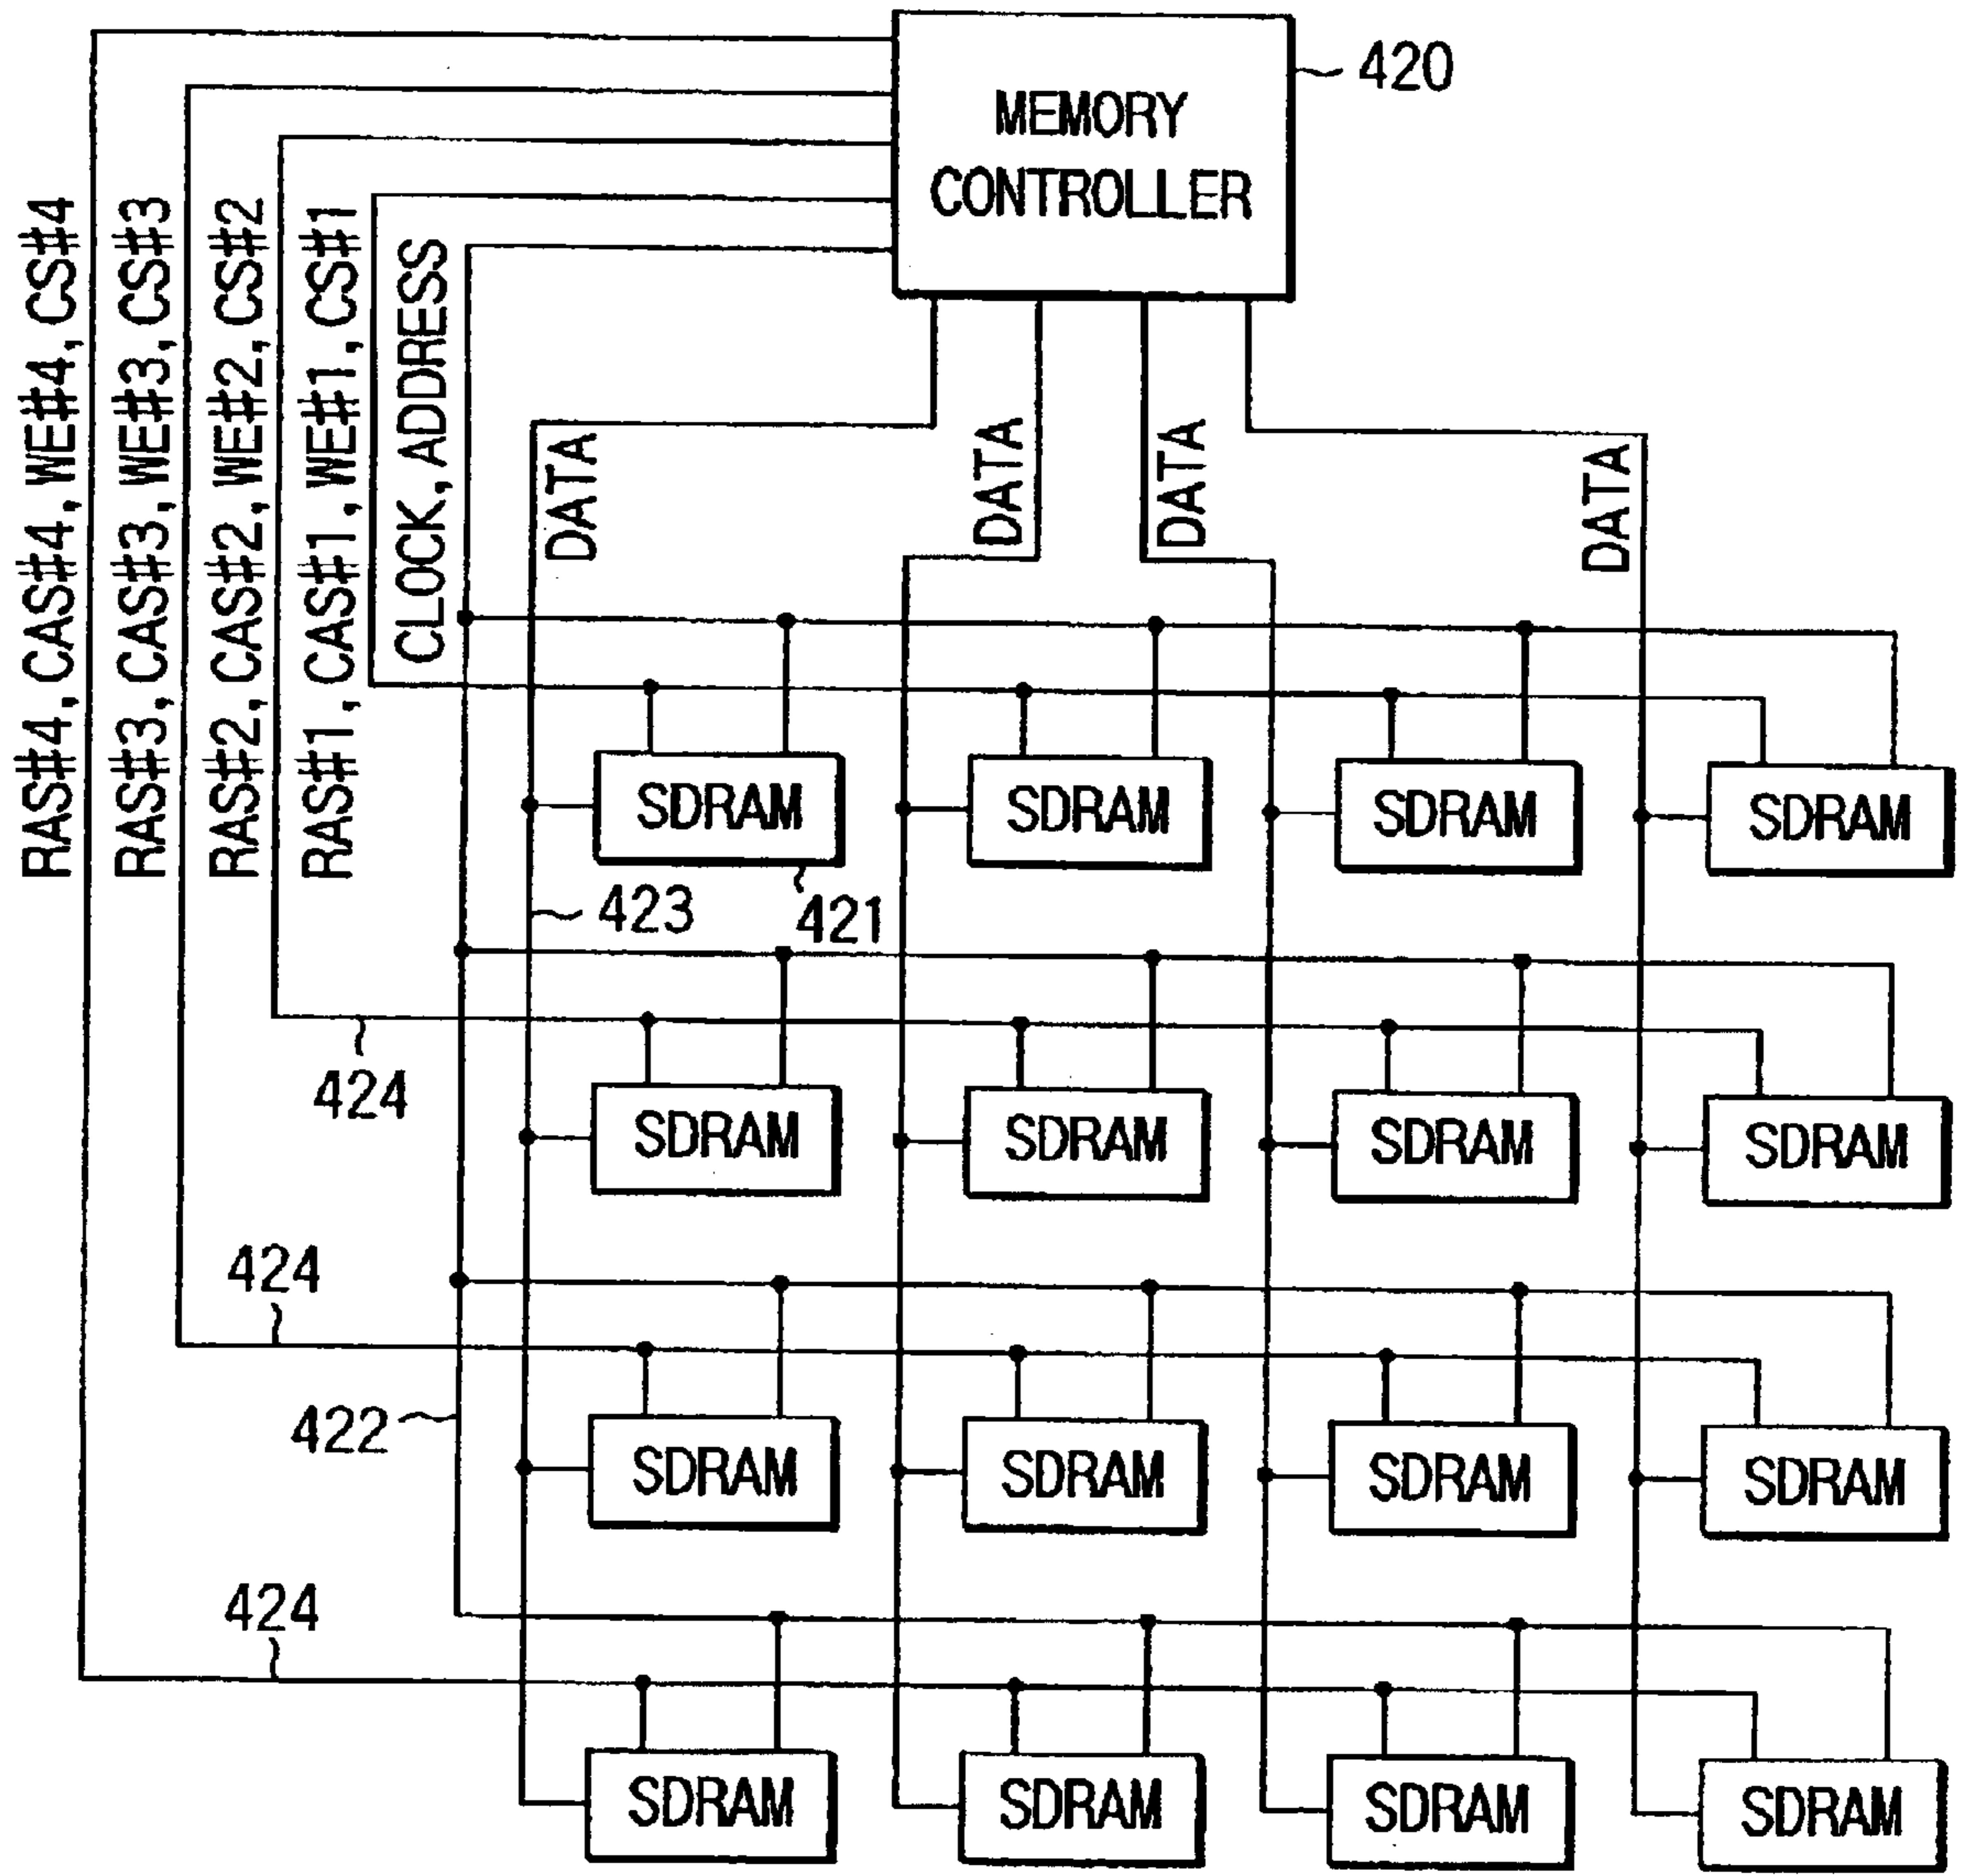 MEMORY
CONTROLLER
420
RAS#4, CAS#4, WE#4, CS#4
RAS#3, CAS#3, WE#3, CS#3
RAS#2, CAS#2, WE#2, CS#2
RAS#1, CAS#1, WE#1, CS#1
CLOCK, ADDRESS
DATA
DATA
DATA
DATA
SDRAM
SDRAM
SDRAM
SDRAM
423
421
424
SDRAM
SDRAM
SDRAM
SDRAM
424
422
SDRAM
SDRAM
SDRAM
SDRAM
424
SDRAM
SDRAM
SDRAM
SDRAM